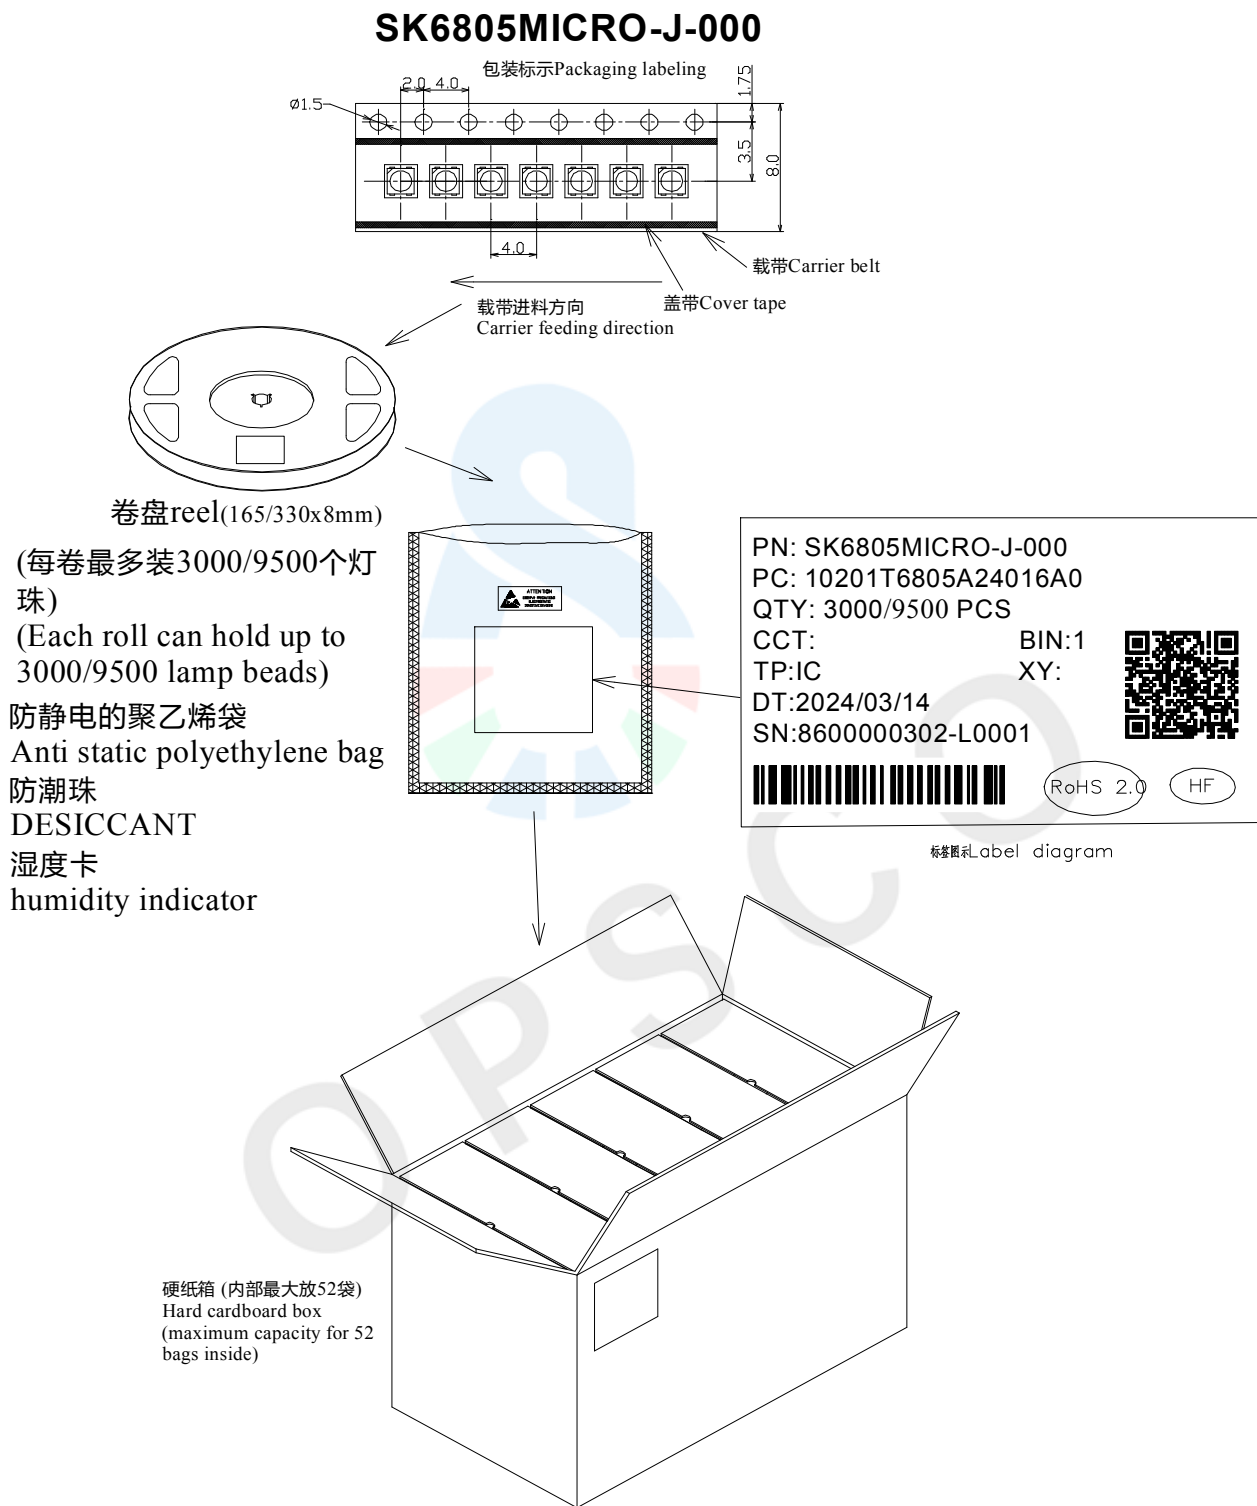 SK6805MICRO-J-000
包装标示Packaging labeling
2.0 4.0
1.75
Ø1.5
3.5
8.0
4.0
载带Carrier belt
盖带Cover tape
载带进料方向
Carrier feeding direction
卷盘reel(165/330x8mm)
(每卷最多装3000/9500个灯
珠)
(Each roll can hold up to
3000/9500 lamp beads)
防静电的聚乙烯袋
Anti static polyethylene bag
防潮珠
DESICCANT
湿度卡
humidity indicator
ATTENTION
PN: SK6805MICRO-J-000
PC: 10201T6805A24016A0
QTY: 3000/9500 PCS
CCT: BIN:1
TP:IC XY:
DT:2024/03/14
SN:8600000302-L0001
RoHS 2.0 HF
标签图示Label diagram
OPSCO
硬纸箱 (内部最大放52袋)
Hard cardboard box
(maximum capacity for 52
bags inside)